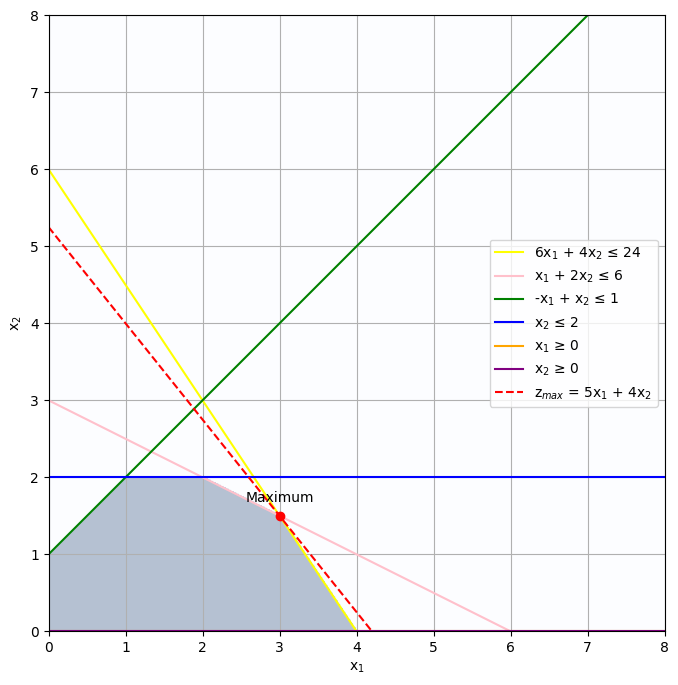 8
7
6
5
4
3
2
1
0
x₂
6x₁ + 4x₂ ≤ 24
x₁ + 2x₂ ≤ 6
-x₁ + x₂ ≤ 1
x₂ ≤ 2
x₁ ≥ 0
x₂ ≥ 0
zₘₐₓ = 5x₁ + 4x₂
Maximum
0 1 2 3 4 5 6 7 8
x₁